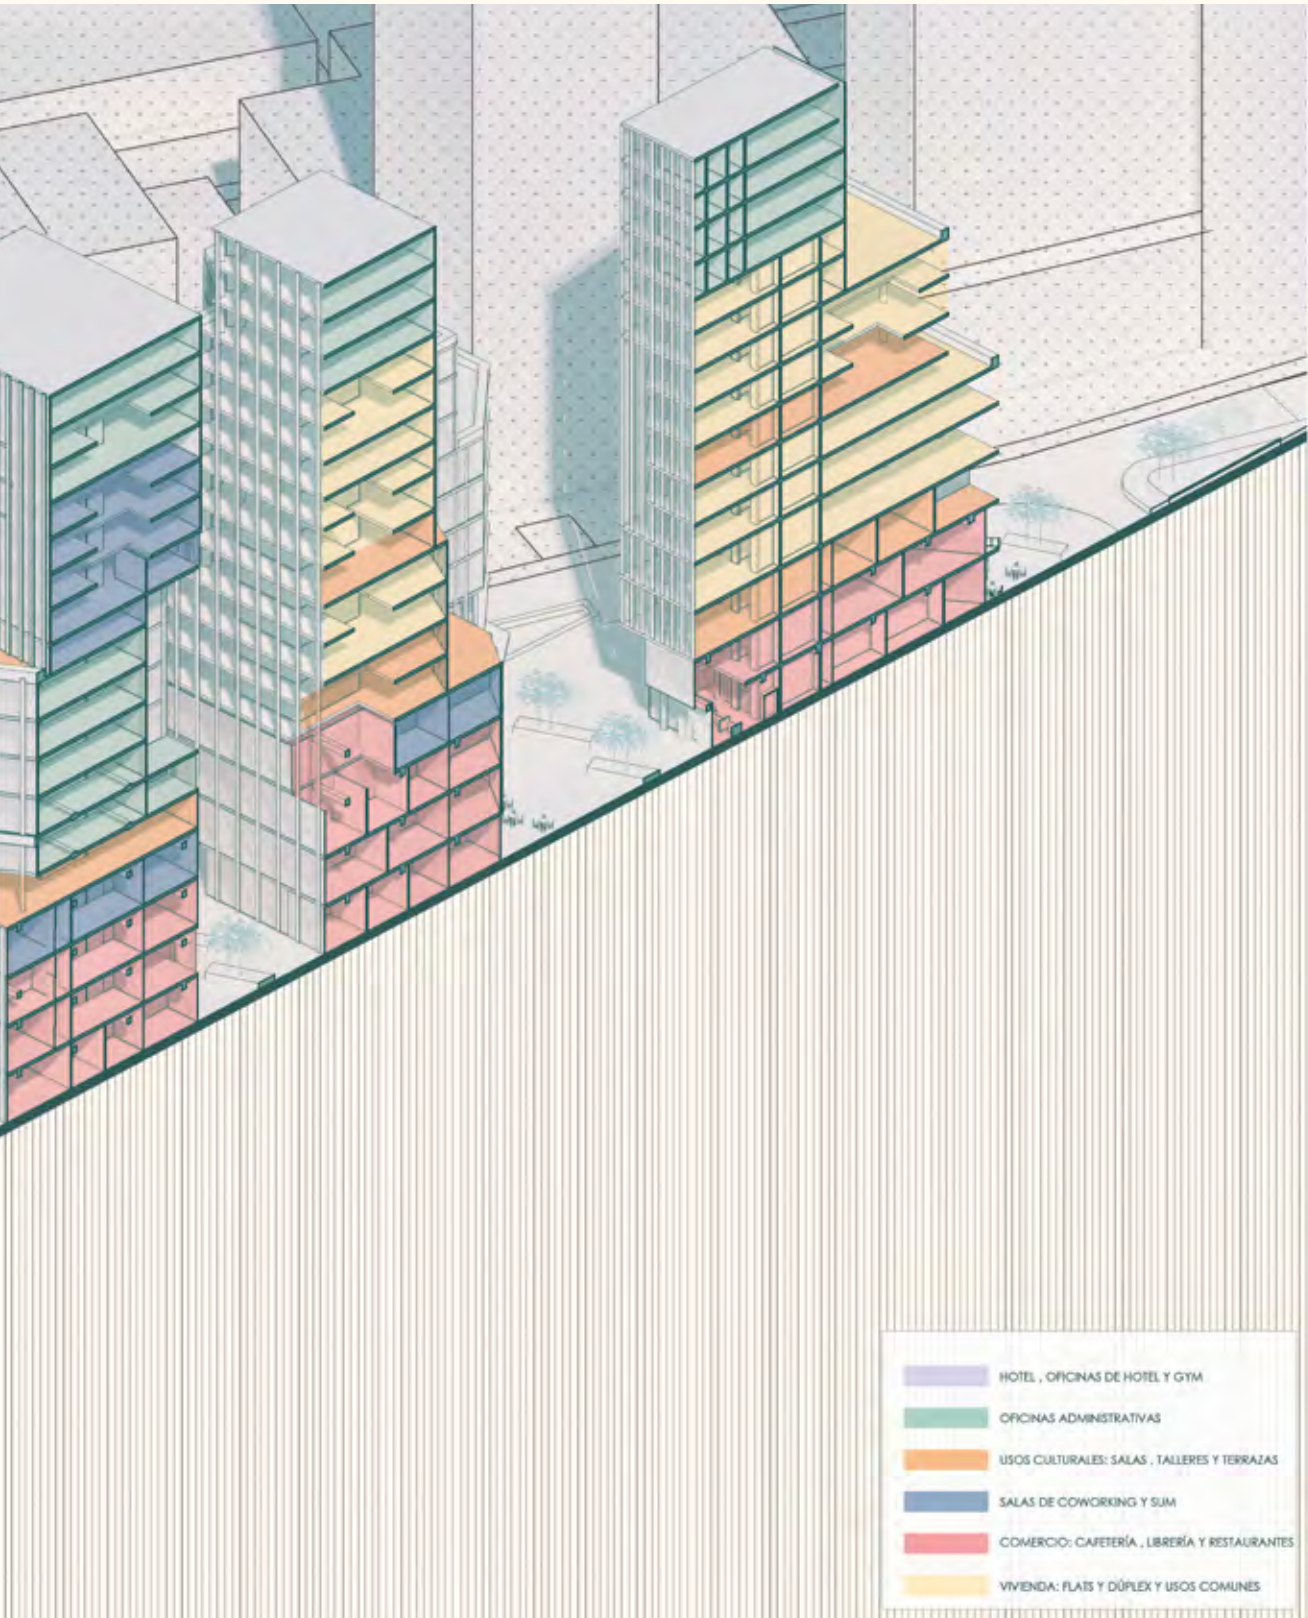 HOTEL , OFICINAS DE HOTEL Y GYM
OFICINAS ADMINISTRATIVAS
USOS CULTURALES: SALAS , TALLERES Y TERRAZAS
SALAS DE COWORKING Y SUM
COMERCIO: CAFETERÍA , LIBRERÍA Y RESTAURANTES
VIVIENDA: FLATS Y DÚPLEX Y USOS COMUNES